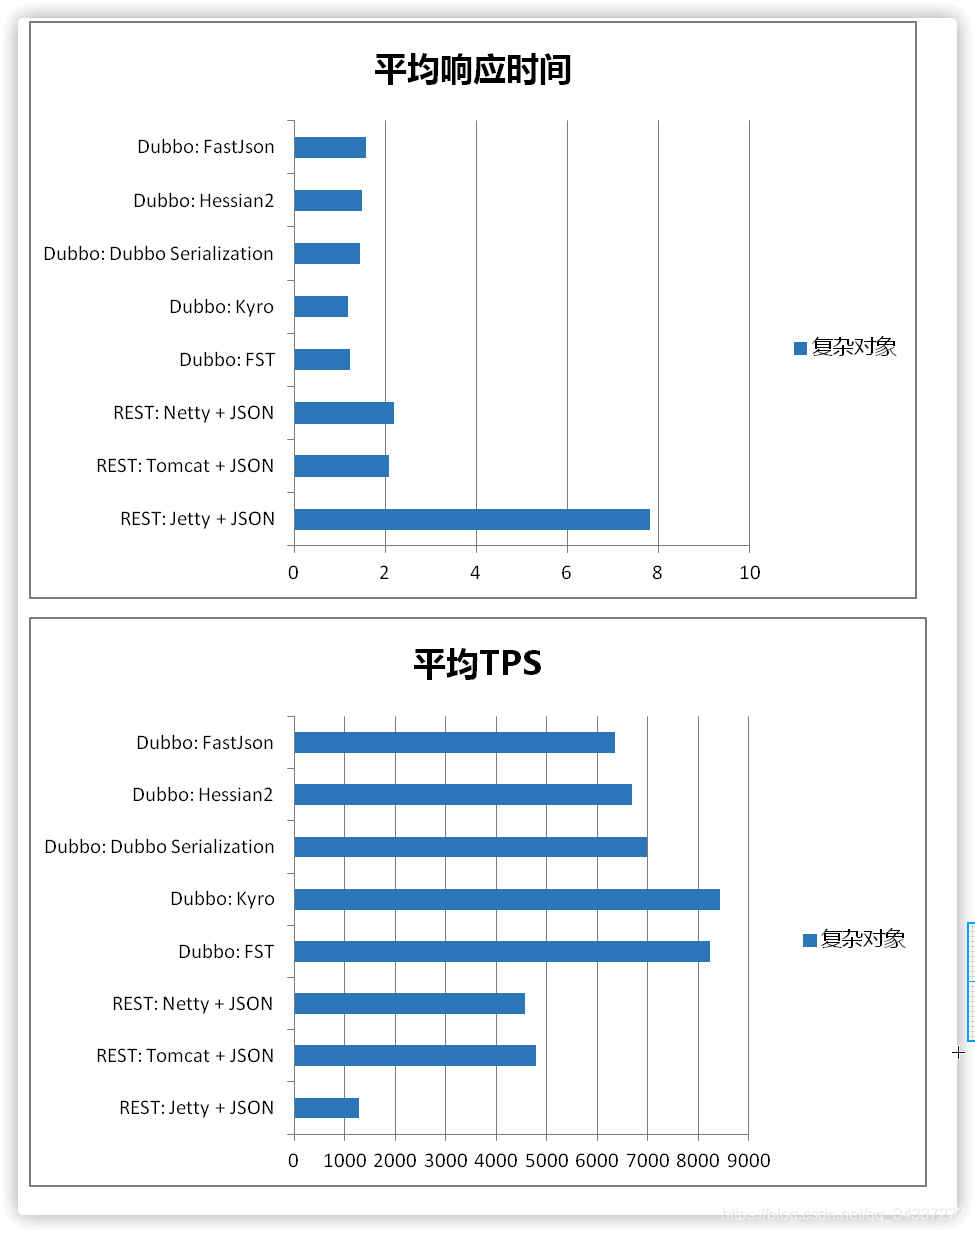 平均响应时间
Dubbo: FastJson
Dubbo: Hessian2
Dubbo: Dubbo Serialization
Dubbo: Kyro
Dubbo: FST
REST: Netty + JSON
REST: Tomcat + JSON
REST: Jetty + JSON
0 2 4 6 8 10
复杂对象
平均TPS
Dubbo: FastJson
Dubbo: Hessian2
Dubbo: Dubbo Serialization
Dubbo: Kyro
Dubbo: FST
REST: Netty + JSON
REST: Tomcat + JSON
REST: Jetty + JSON
0 1000 2000 3000 4000 5000 6000 7000 8000 9000
复杂对象